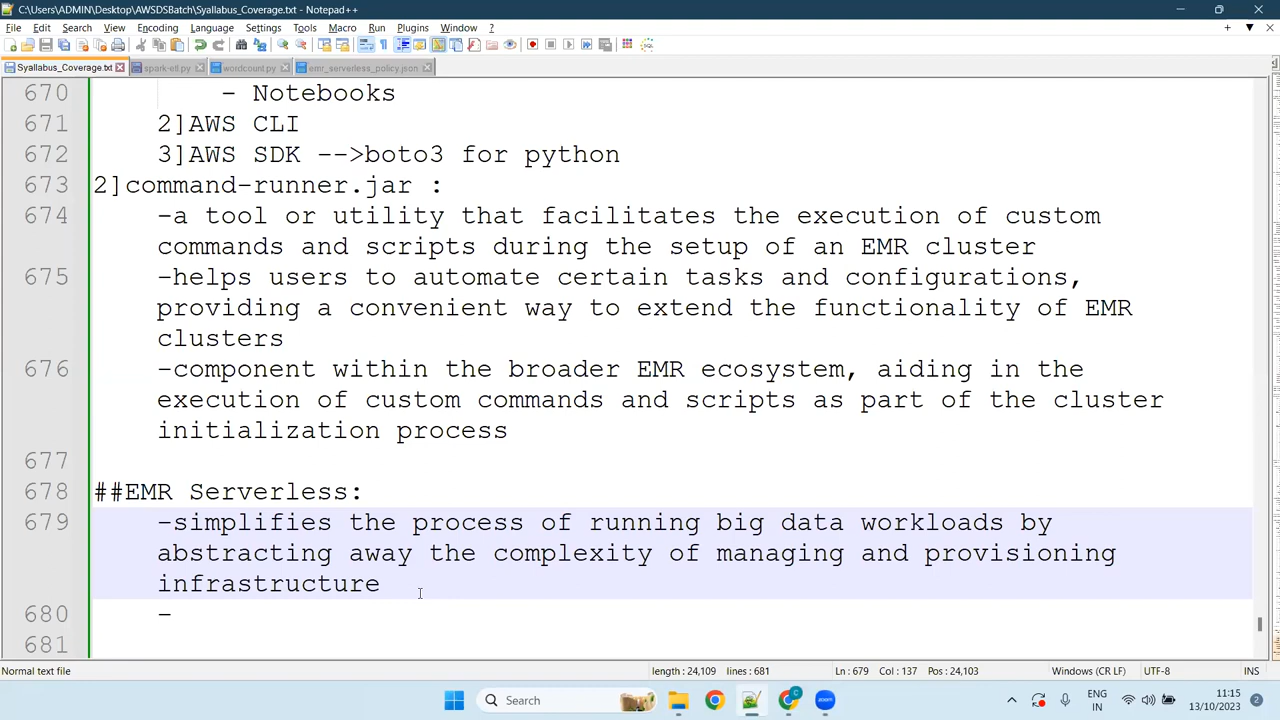 C:\Users\ADMIN\Desktop\AWSDSBatch\Syallabus_Coverage.txt - Notepad++
File Edit Search View Encoding Language Settings Tools Macro Run Plugins Window ?
Syallabus_Coverage.txt spark-etl.py wordcount.py emr_serverless_policy.json
670 - Notebooks
671 2]AWS CLI
672 3]AWS SDK -->boto3 for python
673 2]command-runner.jar :
674 -a tool or utility that facilitates the execution of custom
commands and scripts during the setup of an EMR cluster
675 -helps users to automate certain tasks and configurations,
providing a convenient way to extend the functionality of EMR
clusters
676 -component within the broader EMR ecosystem, aiding in the
execution of custom commands and scripts as part of the cluster
initialization process
677
678 ##EMR Serverless:
679 -simplifies the process of running big data workloads by
abstracting away the complexity of managing and provisioning
infrastructure
680 -
681
Normal text file length : 24,109 lines : 681 Ln : 679 Col : 137 Pos : 24,103 Windows (CR LF) UTF-8 INS
Search ENG 11:15
IN 13/10/2023